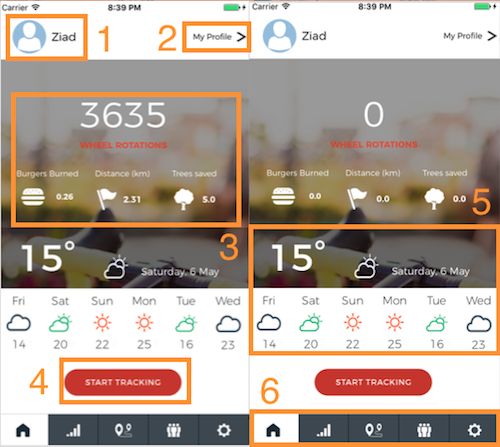 Carrier 8:39 PM
Ziad 1 2 My Profile >
3635
WHEEL ROTATIONS
Burgers Burned Distance (km) Trees saved
0.26 2.31 5.0
3
15°
Saturday, 6 May
Fri Sat Sun Mon Tue Wed
14 20 22 25 16 23
4 START TRACKING
Carrier 8:39 PM
Ziad My Profile >
0
WHEEL ROTATIONS
Burgers Burned Distance (km) Trees saved
0.0 0.0 0.0
5
15°
Saturday, 6 May
Fri Sat Sun Mon Tue Wed
14 20 22 25 16 23
START TRACKING
6